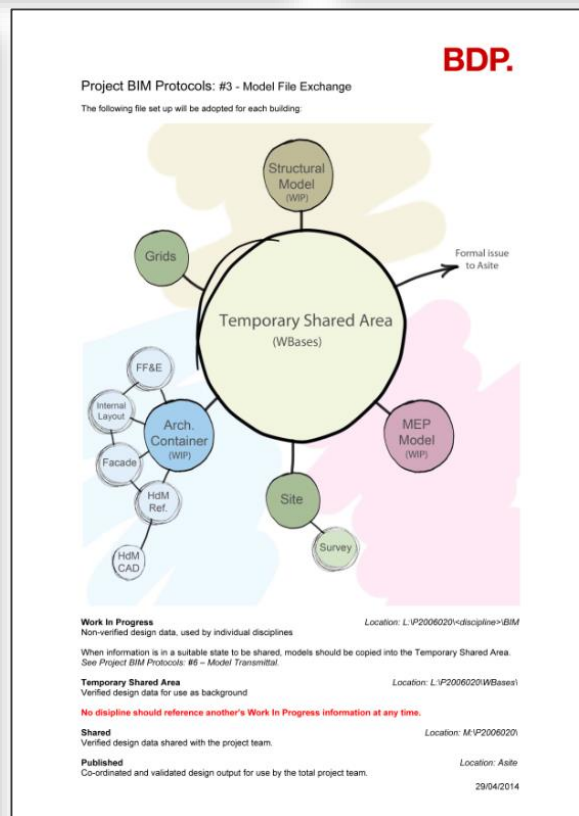 BDP.
Project BIM Protocols: #3 - Model File Exchange
The following file set up will be adopted for each building:
Structural
Model
(WIP)
Grids
Formal issue
to Asite
Temporary Shared Area
(WBases)
FF&E
Internal
Layout
Arch.
Container
(WIP)
Facade
HdM
Ref.
HdM
CAD
MEP
Model
(WIP)
Site
Survey
Work In Progress Location: L:\P2006020\<discipline>\BIM
Non-verified design data, used by individual disciplines
When information is in a suitable state to be shared, models should be copied into the Temporary Shared Area.
See Project BIM Protocols: #6 – Model Transmittal.
Temporary Shared Area Location: L:\P2006020\WBases\
Verified design data for use as background
No disipline should reference another's Work In Progress information at any time.
Shared Location: M:\P2006020\
Verified design data shared with the project team.
Published Location: Asite
Co-ordinated and validated design output for use by the total project team.
29/04/2014